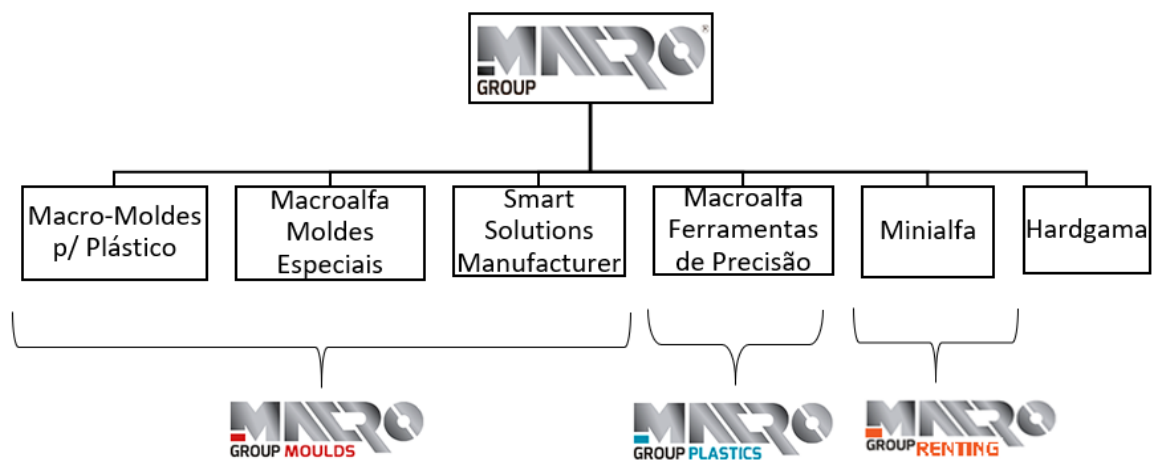 MACRO®
GROUP
Macro-Moldes
p/ Plástico
Macroalfa
Moldes
Especiais
Smart
Solutions
Manufacturer
Macroalfa
Ferramentas
de Precisão
Minialfa
Hardgama
MACRO
GROUP MOULDS
MACRO
GROUP PLASTICS
MACRO
GROUP RENTING